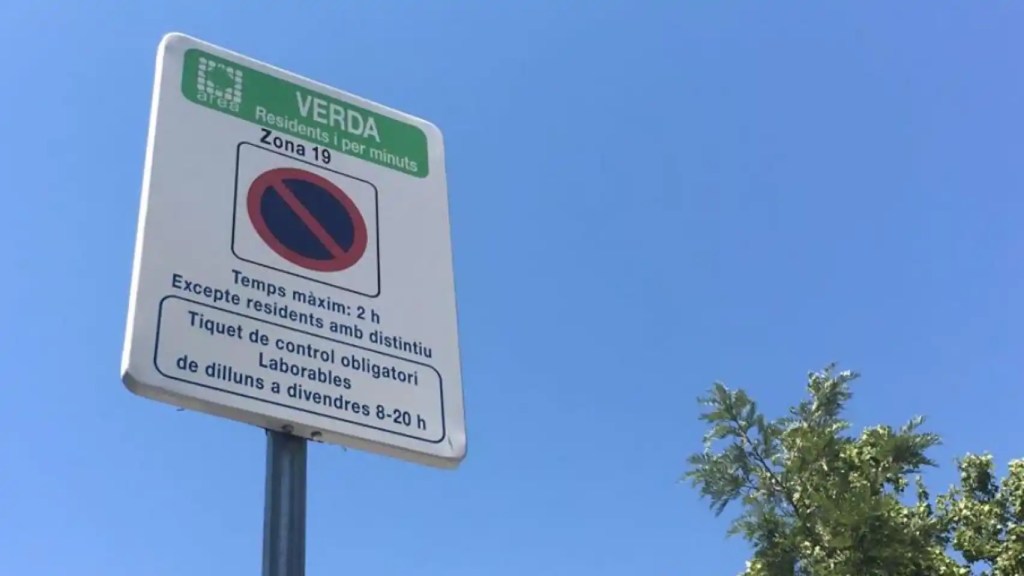 area
VERDA
Residents i per minuts
Zona 19
Temps màxim: 2 h
Excepte residents amb distintiu
Tiquet de control obligatori
Laborables
de dilluns a divendres 8-20 h